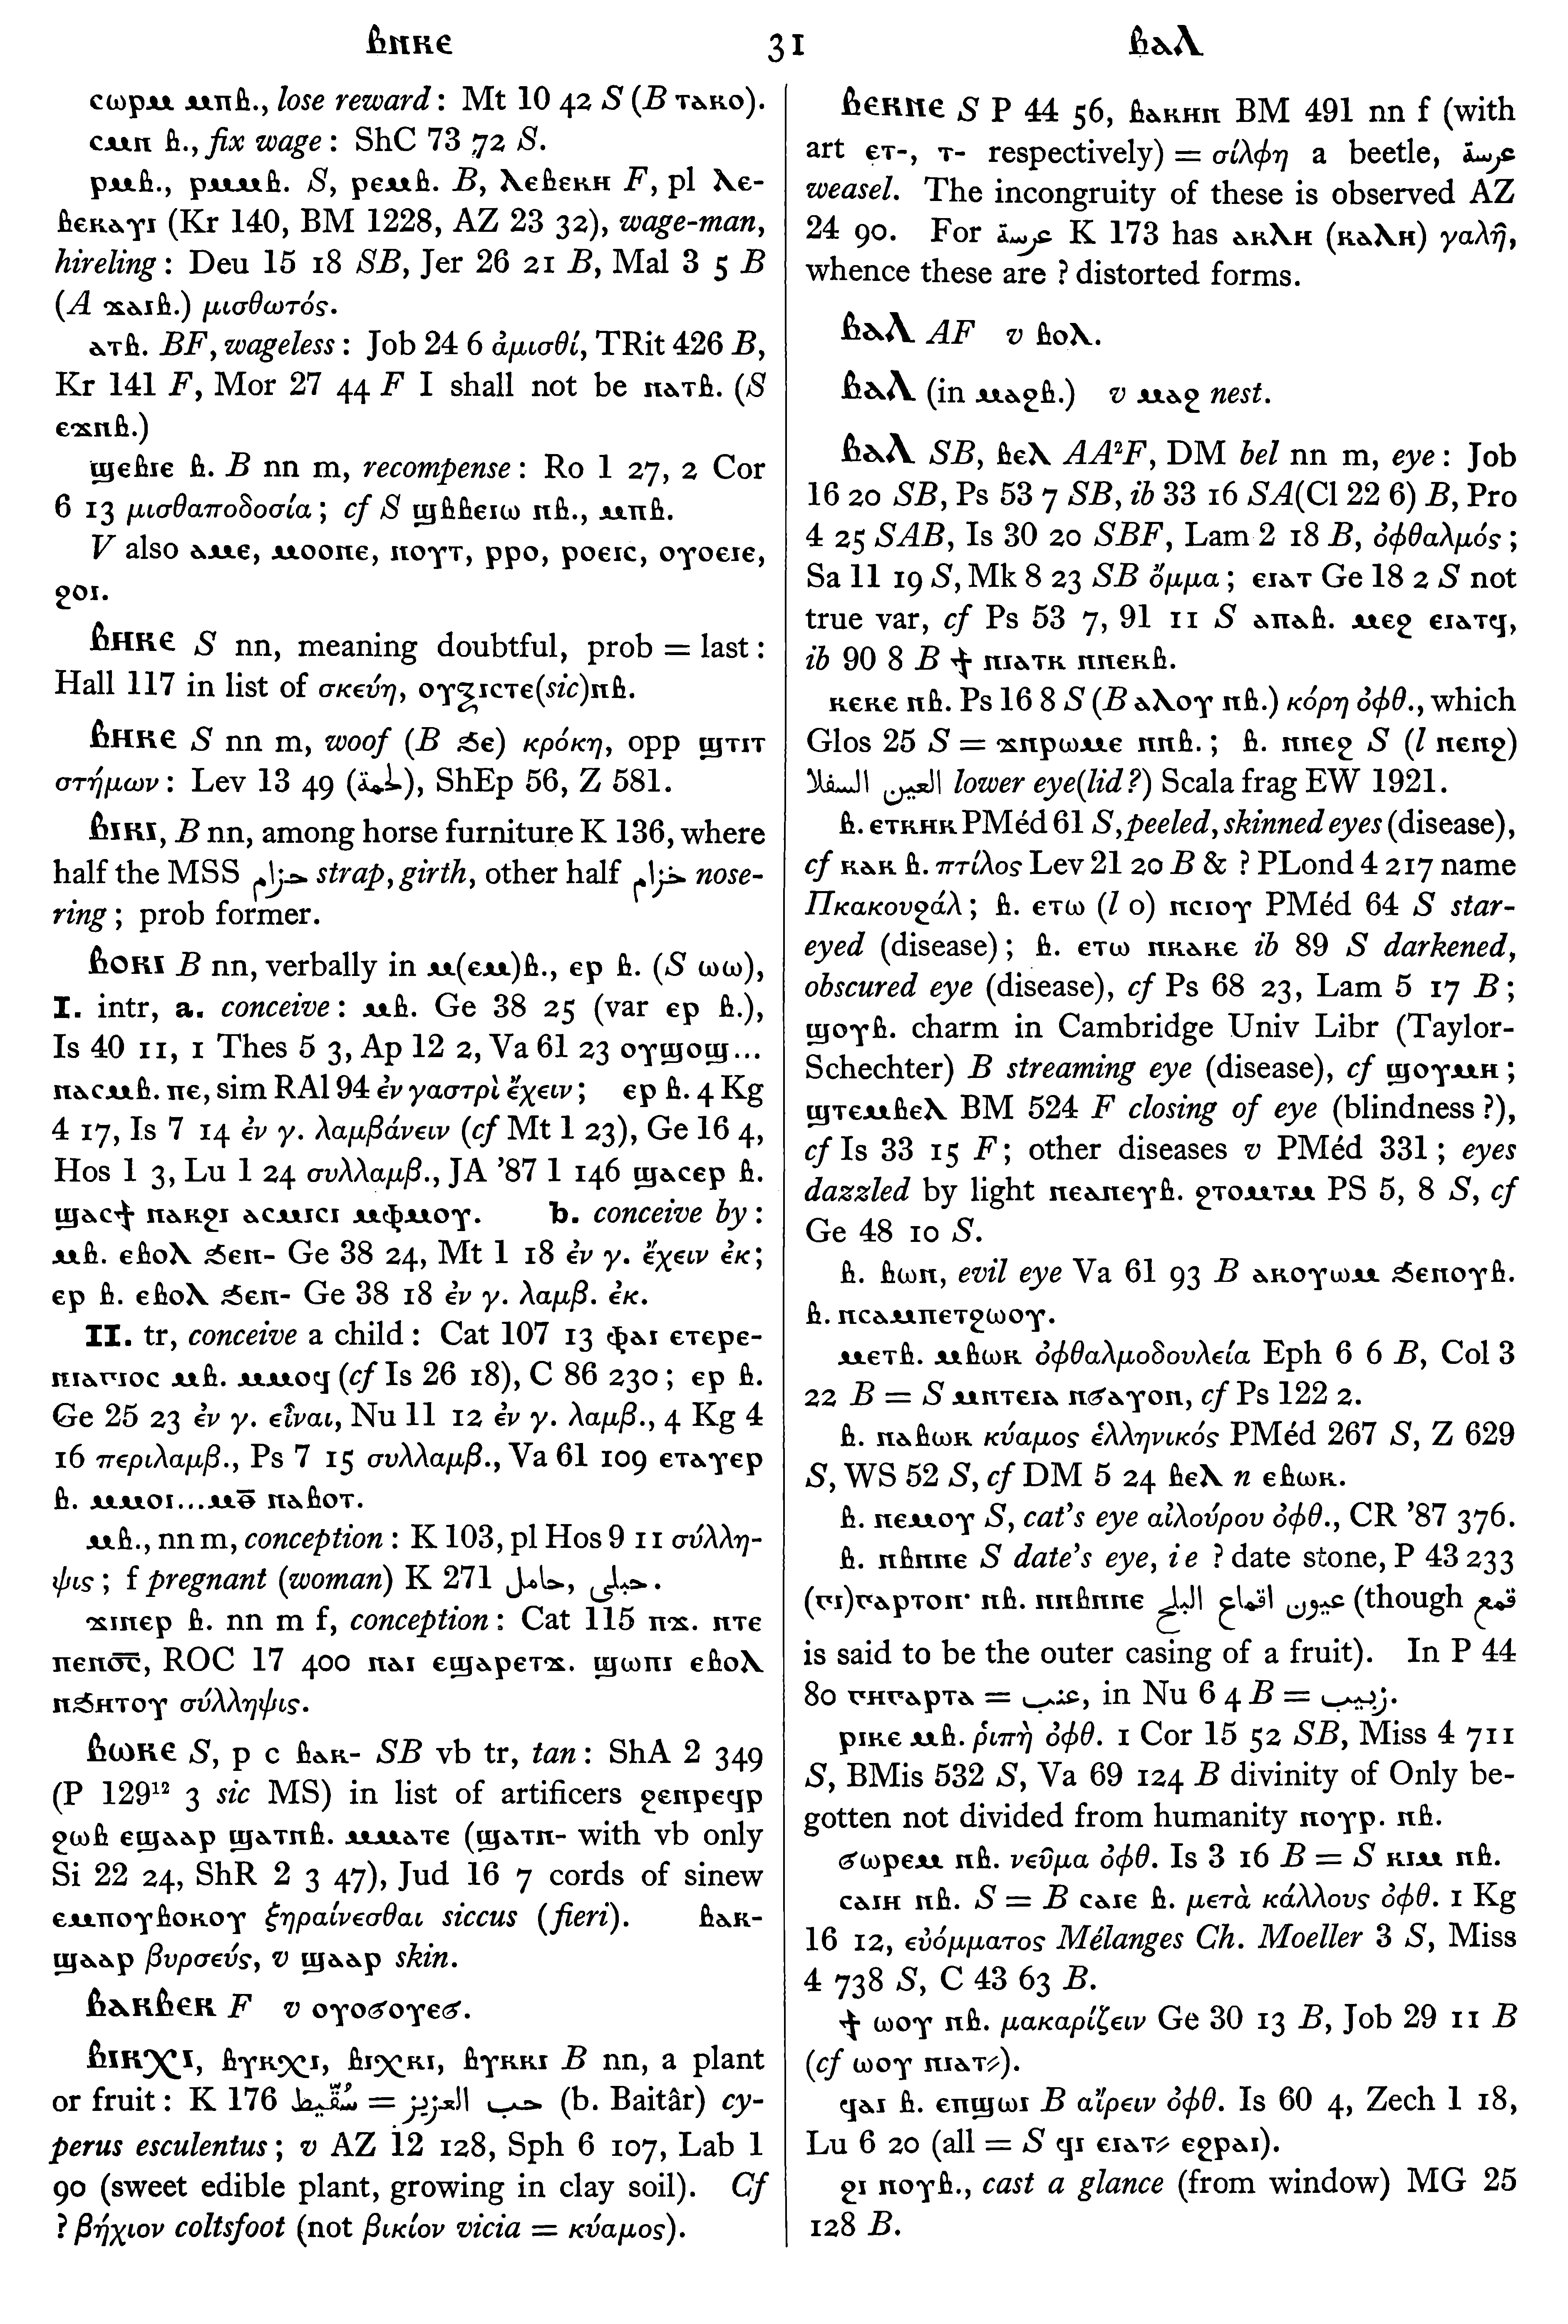 ⲃⲏⲕⲉ 31 ⲃⲁⲗ
ⲥⲱⲣⲙ ⲙⲡⲃ., lose reward: Mt 10 42 S (B ⲧⲁⲕⲟ).
ⲥⲙⲛ ⲃ., fix wage: ShC 73 72 S.
ⲣⲙⲃ., ⲣⲙⲙⲃ. S, ⲣⲉⲙⲃ. B, ⲗⲉⲃⲉⲕⲏ F, pl ⲗⲉ-
ⲃⲉⲕⲁⲩⲓ (Kr 140, BM 1228, AZ 23 32), wage-man,
hireling: Deu 15 18 SB, Jer 26 21 B, Mal 3 5 B
(A ϫⲁⲓⲃ.) μισθωτός.
ⲁⲧⲃ. BF, wageless: Job 24 6 ἀμισθί, TRit 426 B,
Kr 141 F, Mor 27 44 F I shall not be ⲛⲁⲧⲃ. (S
ⲉϫⲛⲃ.)
ϣⲉⲃⲓⲉ ⲃ. B nn m, recompense: Ro 1 27, 2 Cor
6 13 μισθαποδοσία; cf S ϣⲃⲃⲉⲓⲱ ⲛⲃ., ⲙⲡⲃ.
V also ⲁⲙⲉ, ⲙⲟⲟⲛⲉ, ⲛⲟⲩⲧ, ⲣⲣⲟ, ⲣⲟⲉⲓⲥ, ⲟⲩⲟⲉⲓⲉ,
ϩⲟⲓ.
ⲃⲏⲕⲉ S nn, meaning doubtful, prob = last:
Hall 117 in list of σκεύη, ⲟⲩⲝⲓⲥⲧⲉ(sic)ⲛⲃ.
ⲃⲏⲕⲉ S nn m, woof (B ϧⲉ) κρόκη, opp ϣⲧⲓⲧ
στήμων: Lev 13 49 (لحمة), ShEp 56, Z 581.
ⲃⲓⲕⲓ, B nn, among horse furniture K 136, where
half the MSS حزام strap, girth, other half خزام nose-
ring; prob former.
ⲃⲟⲕⲓ B nn, verbally in ⲙ(ⲉⲙ)ⲃ., ⲉⲣ ⲃ. (S ⲱⲱ),
I. intr, a. conceive: ⲙⲃ. Ge 38 25 (var ⲉⲣ ⲃ.),
Is 40 11, 1 Thes 5 3, Ap 12 2, Va 61 23 ⲟⲩϣⲟϣ...
ⲛⲁⲥⲙⲃ. ⲡⲉ, sim RAl 94 ἐν γαστρὶ ἔχειν; ⲉⲣ ⲃ. 4 Kg
4 17, Is 7 14 ἐν γ. λαμβάνειν (cf Mt 1 23), Ge 16 4,
Hos 1 3, Lu 1 24 συλλαμβ., JA ’87 1 146 ϣⲁⲥⲉⲣ ⲃ.
ϣⲁⲥϯ ⲛⲁⲕϩⲓ ⲁⲥⲙⲓⲥⲓ ⲙⲫⲙⲟⲩ. b. conceive by:
ⲙⲃ. ⲉⲃⲟⲗ ϧⲉⲛ- Ge 38 24, Mt 1 18 ἐν γ. ἔχειν ἐκ;
ⲉⲣ ⲃ. ⲉⲃⲟⲗ ϧⲉⲛ- Ge 38 18 ἐν γ. λαμβ. ἐκ.
II. tr, conceive a child: Cat 107 13 ⲫⲁⲓ ⲉⲧⲉⲣⲉ-
ⲡⲓⲁⲅⲓⲟⲥ ⲙⲃ. ⲙⲙⲟϥ (cf Is 26 18), C 86 230; ⲉⲣ ⲃ.
Ge 25 23 ἐν γ. εἶναι, Nu 11 12 ἐν γ. λαμβ., 4 Kg 4
16 περιλαμβ., Ps 7 15 συλλαμβ., Va 61 109 ⲉⲧⲁⲩⲉⲣ
ⲃ. ⲙⲙⲟⲓ...ⲙⲑ̅ ⲛⲁⲃⲟⲧ.
ⲙⲃ., nn m, conception: K 103, pl Hos 9 11 σύλλη-
ψις; f pregnant (woman) K 271 حامل, حبلى.
ϫⲓⲛⲉⲣ ⲃ. nn m f, conception: Cat 115 ⲡϫ. ⲛⲧⲉ
ⲡⲉⲛϭ̅ⲥ̅, ROC 17 400 ⲛⲁⲓ ⲉϣⲁⲣⲉⲧϫ. ϣⲱⲡⲓ ⲉⲃⲟⲗ
ⲛϧⲏⲧⲟⲩ σύλληψις.
ⲃⲱⲕⲉ S, p c ⲃⲁⲕ- SB vb tr, tan: ShA 2 349
(P 129¹² 3 sic MS) in list of artificers ϩⲉⲛⲣⲉϥⲣ
ϩⲱⲃ ⲉϣⲁⲁⲣ ϣⲁⲧⲛⲃ. ⲙⲙⲁⲧⲉ (ϣⲁⲧⲛ- with vb only
Si 22 24, ShR 2 3 47), Jud 16 7 cords of sinew
ⲉⲙⲡⲟⲩⲃⲟⲕⲟⲩ ξηραίνεσθαι siccus (fieri). ⲃⲁⲕ-
ϣⲁⲁⲣ βυρσεύς, v ϣⲁⲁⲣ skin.
ⲃⲁⲕⲃⲉⲕ F v ⲟⲩⲟϭⲟⲩⲉϭ.
ⲃⲓⲕⲭⲓ, ⲃⲩⲕⲭⲓ, ⲃⲓⲭⲕⲓ, ⲃⲩⲕⲕⲓ B nn, a plant
or fruit: K 176 سُقَّيط = حب العزيز (b. Baitâr) cy-
perus esculentus; v AZ 12 128, Sph 6 107, Lab 1
90 (sweet edible plant, growing in clay soil). Cf
? βήχιον coltsfoot (not βικίον vicia = κύαμος).
ⲃⲉⲕⲛⲉ S P 44 56, ⲃⲁⲕⲏⲛ BM 491 nn f (with
art ⲉⲧ-, ⲧ- respectively) = σίλφη a beetle, عرسة
weasel. The incongruity of these is observed AZ
24 90. For عرسة K 173 has ⲁⲕⲗⲏ (ⲕⲁⲗⲏ) γαλῆ,
whence these are ? distorted forms.
ⲃⲁⲗ AF v ⲃⲟⲗ.
ⲃⲁⲗ (in ⲙⲁϩⲃ.) v ⲙⲁϩ nest.
ⲃⲁⲗ SB, ⲃⲉⲗ AA²F, DM bel nn m, eye: Job
16 20 SB, Ps 53 7 SB, ib 33 16 SA(Cl 22 6) B, Pro
4 25 SAB, Is 30 20 SBF, Lam 2 18 B, ὀφθαλμός;
Sa 11 19 S, Mk 8 23 SB ὄμμα; ⲉⲓⲁⲧ Ge 18 2 S not
true var, cf Ps 53 7, 91 11 S ⲁⲡⲁⲃ. ⲙⲉϩ ⲉⲓⲁⲧϥ,
ib 90 8 B ϯ ⲛⲓⲁⲧⲕ ⲛⲛⲉⲕⲃ.
ⲕⲉⲕⲉ ⲛⲃ. Ps 16 8 S (B ⲁⲗⲟⲩ ⲛⲃ.) κόρη ὀφθ., which
Glos 25 S = ϫⲛⲣⲱⲙⲉ ⲛⲛⲃ.; ⲃ. ⲛⲛⲉϩ S (l ⲛⲉⲛϩ)
العين السفلا lower eye(lid?) Scala frag EW 1921.
ⲃ. ⲉⲧⲕⲏⲕ PMéd 61 S, peeled, skinned eyes (disease),
cf ⲕⲁⲕ ⲃ. πτίλος Lev 21 20 B & ? PLond 4 217 name
Πκακουϩάλ; ⲃ. ⲉⲧⲱ (l ⲟ) ⲛⲥⲓⲟⲩ PMéd 64 S star-
eyed (disease); ⲃ. ⲉⲧⲱ ⲛⲕⲁⲕⲉ ib 89 S darkened,
obscured eye (disease), cf Ps 68 23, Lam 5 17 B;
ϣⲟⲩⲃ. charm in Cambridge Univ Libr (Taylor-
Schechter) B streaming eye (disease), cf ϣⲟⲩⲙⲏ;
ϣⲧⲉⲙⲃⲉⲗ BM 524 F closing of eye (blindness ?),
cf Is 33 15 F; other diseases v PMéd 331; eyes
dazzled by light ⲛⲉⲁⲛⲉⲩⲃ. ϩⲧⲟⲙⲧⲙ PS 5, 8 S, cf
Ge 48 10 S.
ⲃ. ⲃⲱⲛ, evil eye Va 61 93 B ⲁⲕⲟⲩⲱⲙ ϧⲉⲛⲟⲩⲃ.
ⲃ. ⲛⲥⲁⲙⲡⲉⲧϩⲱⲟⲩ.
ⲙⲉⲧⲃ. ⲙⲃⲱⲕ ὀφθαλμοδουλεία Eph 6 6 B, Col 3
22 B = S ⲙⲛⲧⲉⲓⲁ ⲛϭⲁⲩⲟⲛ, cf Ps 122 2.
ⲃ. ⲛⲁⲃⲱⲕ κύαμος ἑλληνικός PMéd 267 S, Z 629
S, WS 52 S, cf DM 5 24 ⲃⲉⲗ n ⲉⲃⲱⲕ.
ⲃ. ⲛⲉⲙⲟⲩ S, cat’s eye αἰλούρου ὀφθ., CR ’87 376.
ⲃ. ⲛⲃⲛⲛⲉ S date’s eye, ie ? date stone, P 43 233
(ⲅⲓ)ⲅⲁⲣⲧⲟⲛ· ⲛⲃ. ⲛⲛⲃⲛⲛⲉ عيون اقماع البلح (though قمع
is said to be the outer casing of a fruit). In P 44
80 ⲅⲏⲅⲁⲣⲧⲁ = عنب, in Nu 6 4 B = زبيب.
ⲣⲓⲕⲉ ⲙⲃ. ῥιπὴ ὀφθ. 1 Cor 15 52 SB, Miss 4 711
S, BMis 532 S, Va 69 124 B divinity of Only be-
gotten not divided from humanity ⲛⲟⲩⲣ. ⲛⲃ.
ϭⲱⲣⲉⲙ ⲛⲃ. νεῦμα ὀφθ. Is 3 16 B = S ⲕⲓⲙ ⲛⲃ.
ⲥⲁⲓⲏ ⲛⲃ. S = B ⲥⲁⲓⲉ ⲃ. μετὰ κάλλους ὀφθ. 1 Kg
16 12, εὐόμματος Mélanges Ch. Moeller 3 S, Miss
4 738 S, C 43 63 B.
ϯ ⲱⲟⲩ ⲛⲃ. μακαρίζειν Ge 30 13 B, Job 29 11 B
(cf ⲱⲟⲩ ⲛⲓⲁⲧ⸗).
ϥⲁⲓ ⲃ. ⲉⲡϣⲱⲓ B αἴρειν ὀφθ. Is 60 4, Zech 1 18,
Lu 6 20 (all = S ϥⲓ ⲉⲓⲁⲧ⸗ ⲉϩⲣⲁⲓ).
ϩⲓ ⲛⲟⲩⲃ., cast a glance (from window) MG 25
128 B.